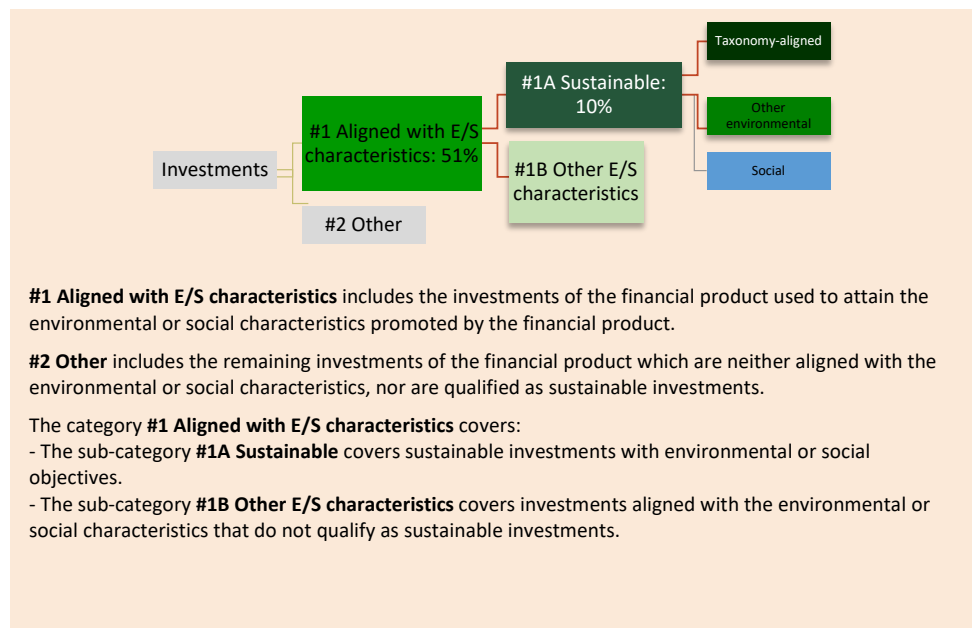 Taxonomy-aligned
#1A Sustainable:
10%
Other
environmental
#1 Aligned with E/S
characteristics: 51%
Investments
#1B Other E/S
characteristics
Social
#2 Other
#1 Aligned with E/S characteristics includes the investments of the financial product used to attain the
environmental or social characteristics promoted by the financial product.
#2 Other includes the remaining investments of the financial product which are neither aligned with the
environmental or social characteristics, nor are qualified as sustainable investments.
The category #1 Aligned with E/S characteristics covers:
- The sub-category #1A Sustainable covers sustainable investments with environmental or social
objectives.
- The sub-category #1B Other E/S characteristics covers investments aligned with the environmental or
social characteristics that do not qualify as sustainable investments.